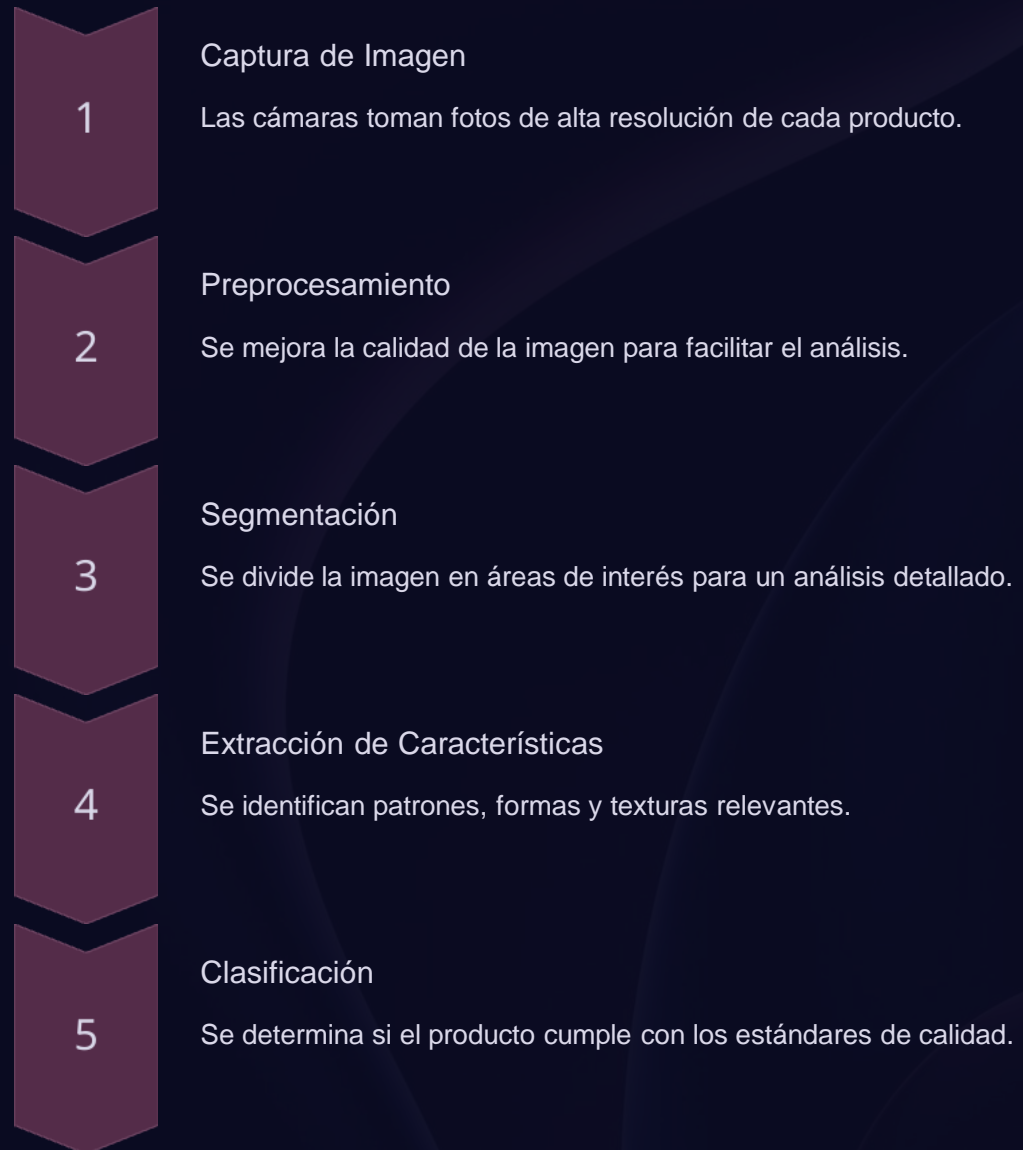 1
Captura de Imagen
Las cámaras toman fotos de alta resolución de cada producto.
2
Preprocesamiento
Se mejora la calidad de la imagen para facilitar el análisis.
3
Segmentación
Se divide la imagen en áreas de interés para un análisis detallado.
4
Extracción de Características
Se identifican patrones, formas y texturas relevantes.
5
Clasificación
Se determina si el producto cumple con los estándares de calidad.